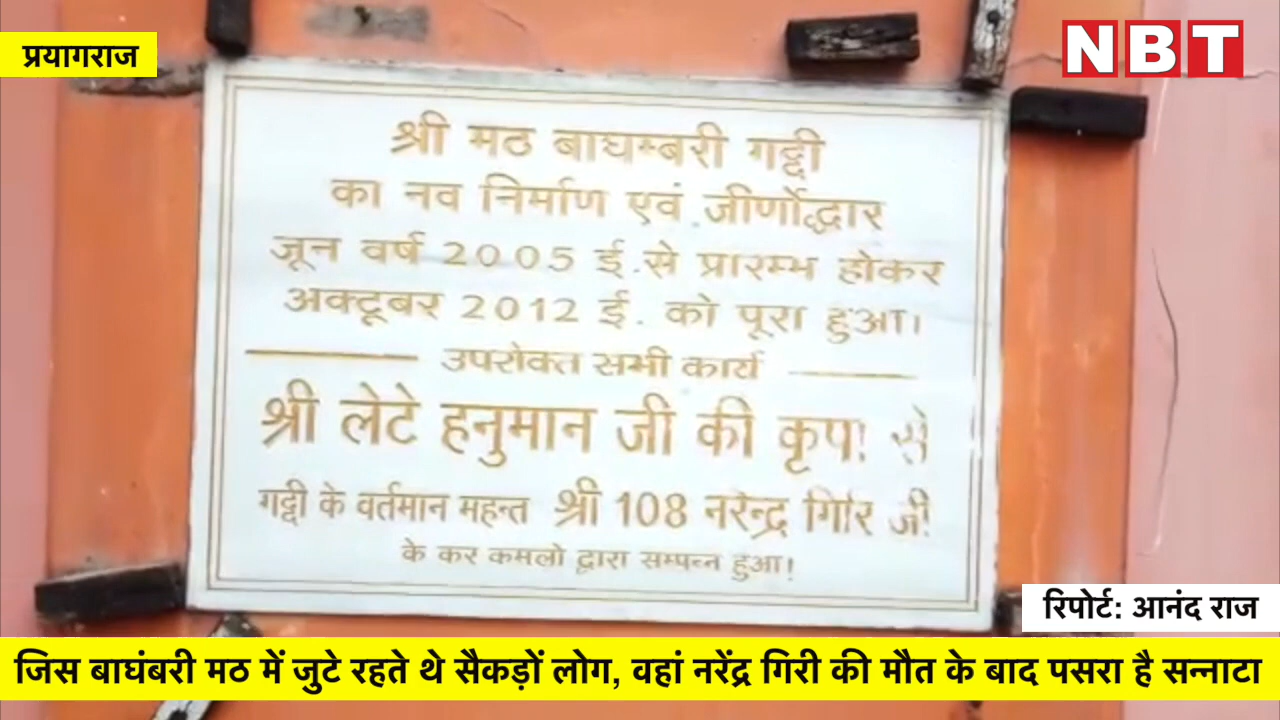 प्रयागराज
NBT
श्री मठ बाघम्बरी गद्दी
का नव निर्माण एवं जीर्णोद्धार
जून वर्ष 2005 ई.से प्रारम्भ होकर
अक्टूबर 2012 ई. को पूरा हुआ।
उपरोक्त सभी कार्य
श्री लेटे हनुमान जी की कृपा से
गद्दी के वर्तमान महन्त श्री 108 नरेन्द्र गिरि जी
के कर कमलो द्वारा सम्पन्न हुआ!
रिपोर्ट: आनंद राज
जिस बाघंबरी मठ में जुटे रहते थे सैकड़ों लोग, वहां नरेंद्र गिरी की मौत के बाद पसरा है सन्नाटा